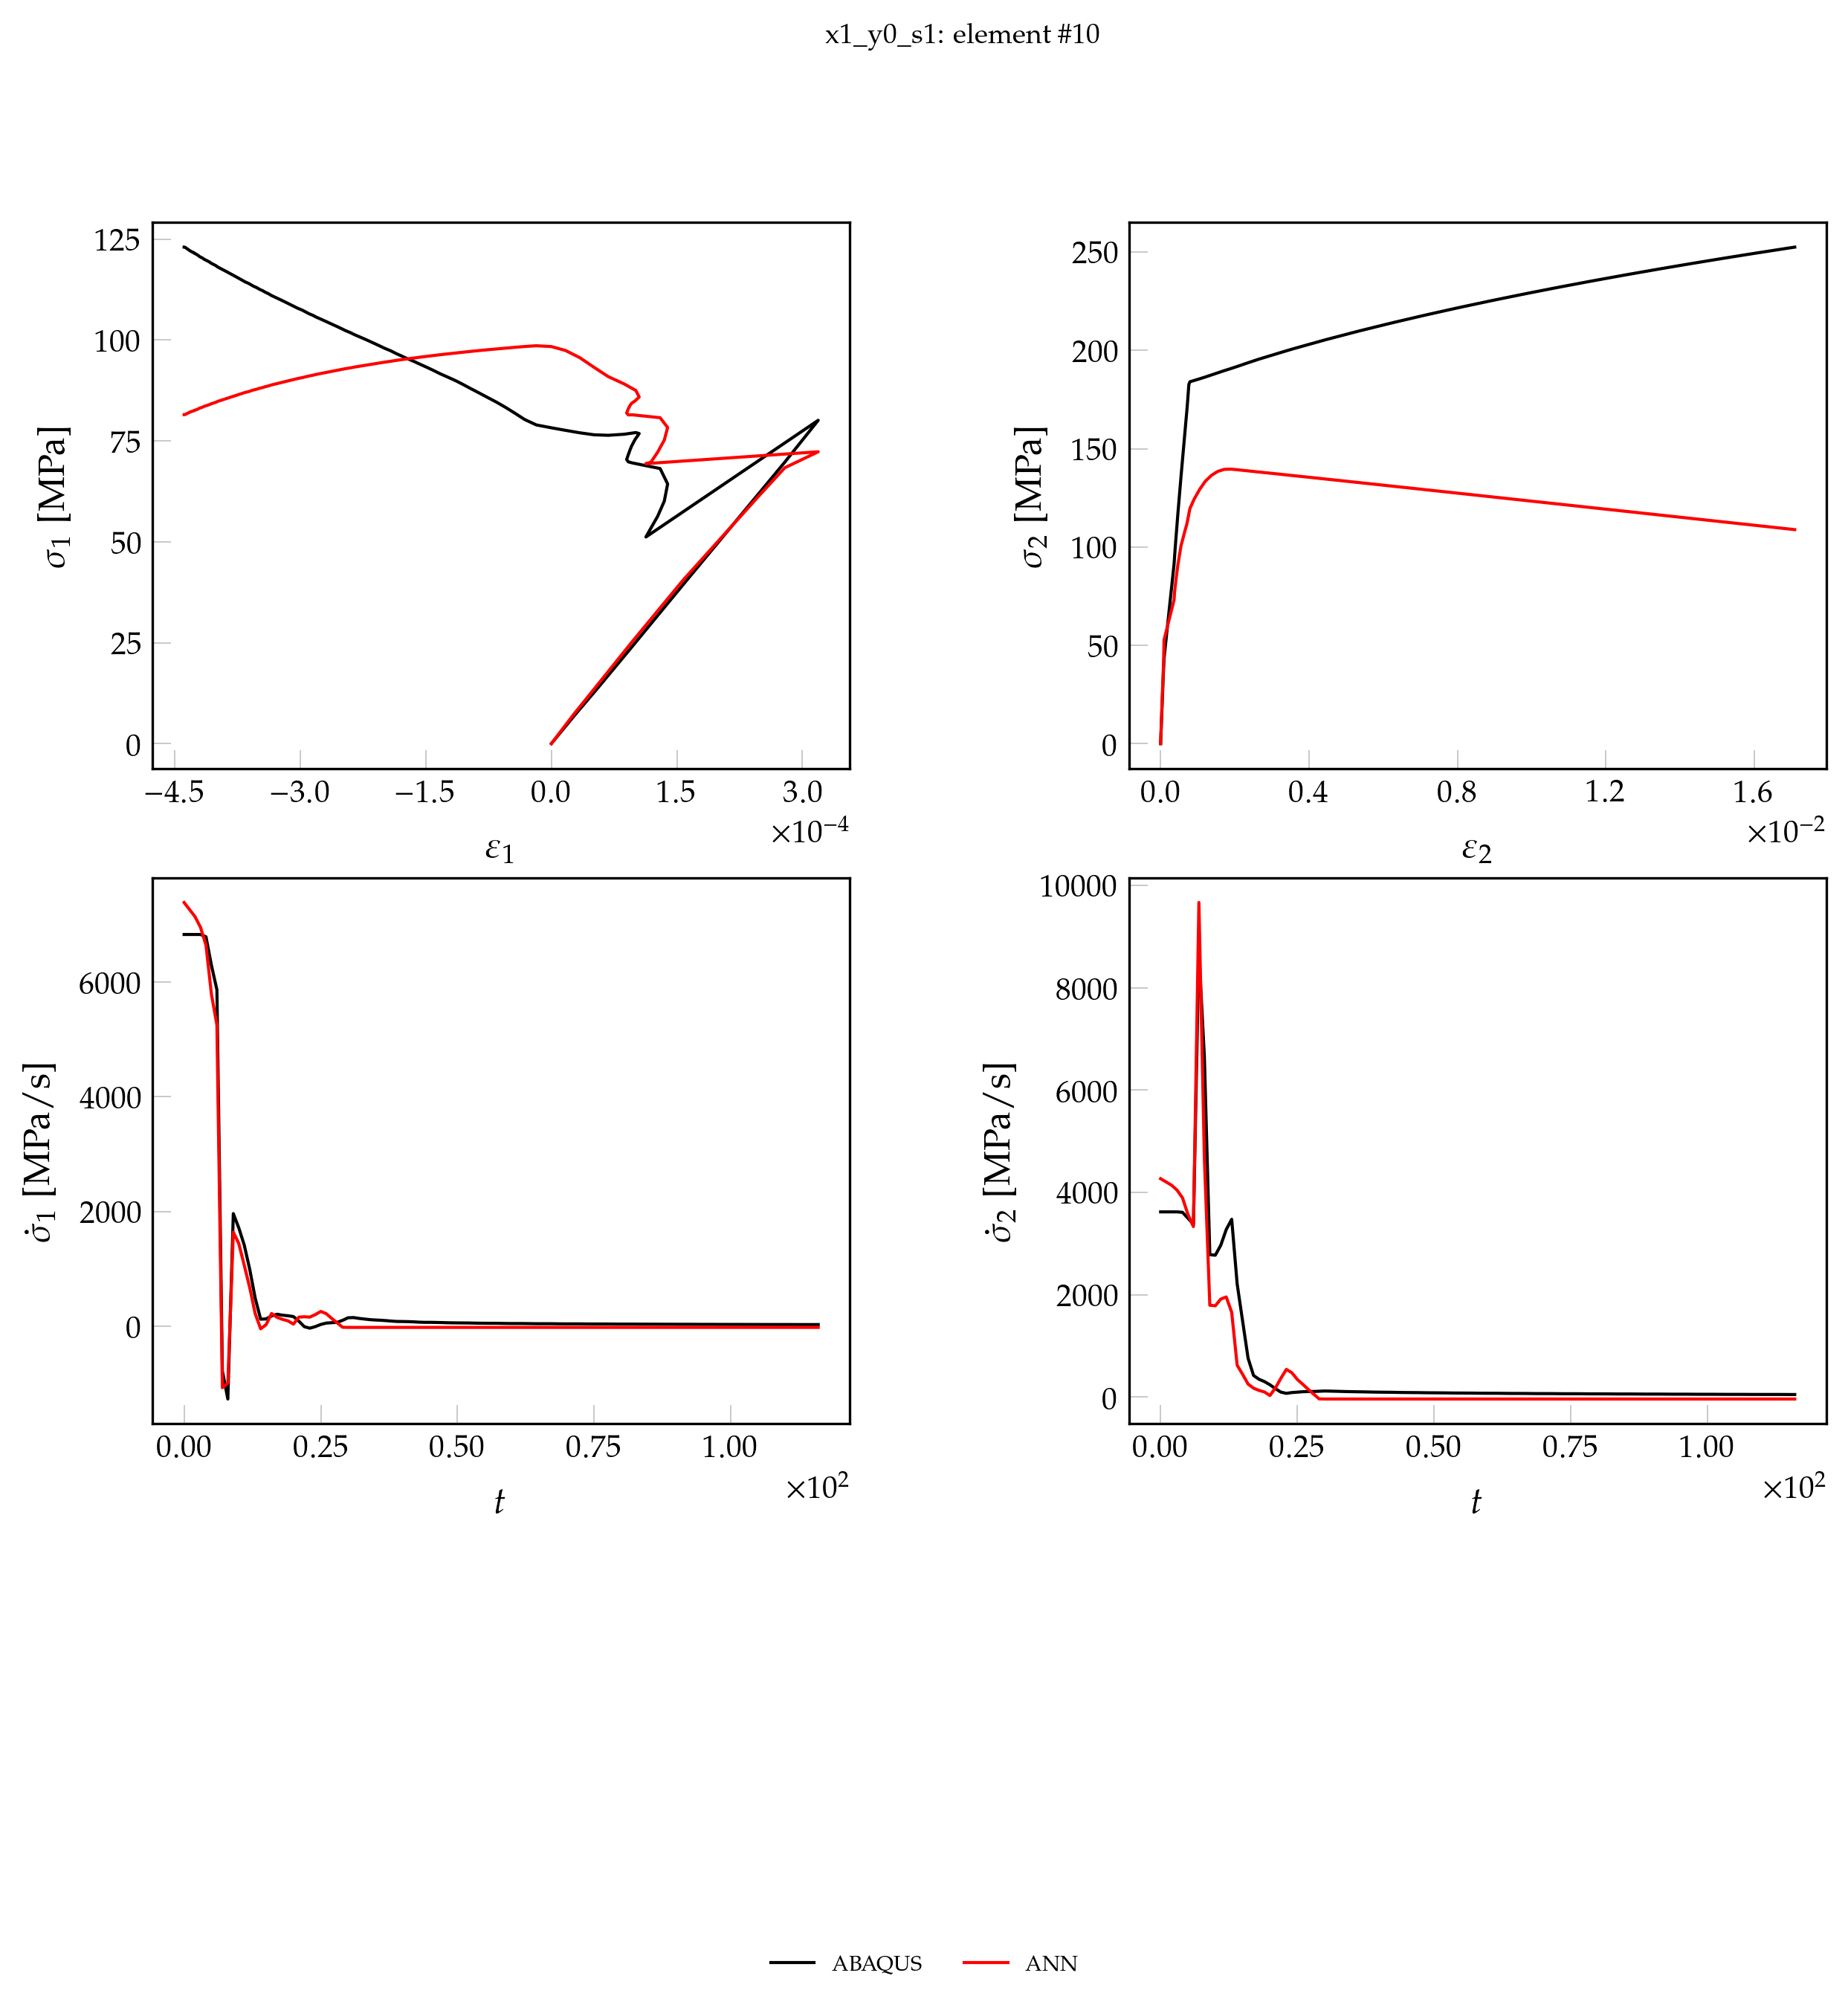 x1_y0_s1: element #10
125
100
75
50
25
0
σ1 [MPa]
−4.5 −3.0 −1.5 0.0 1.5 3.0
×10−4
ε1
250
200
150
100
50
0
σ2 [MPa]
0.0 0.4 0.8 1.2 1.6
×10−2
ε2
6000
4000
2000
0
σ̇1 [MPa/s]
0.00 0.25 0.50 0.75 1.00
×10²
t
10000
8000
6000
4000
2000
0
σ̇2 [MPa/s]
0.00 0.25 0.50 0.75 1.00
×10²
t
ABAQUS ANN